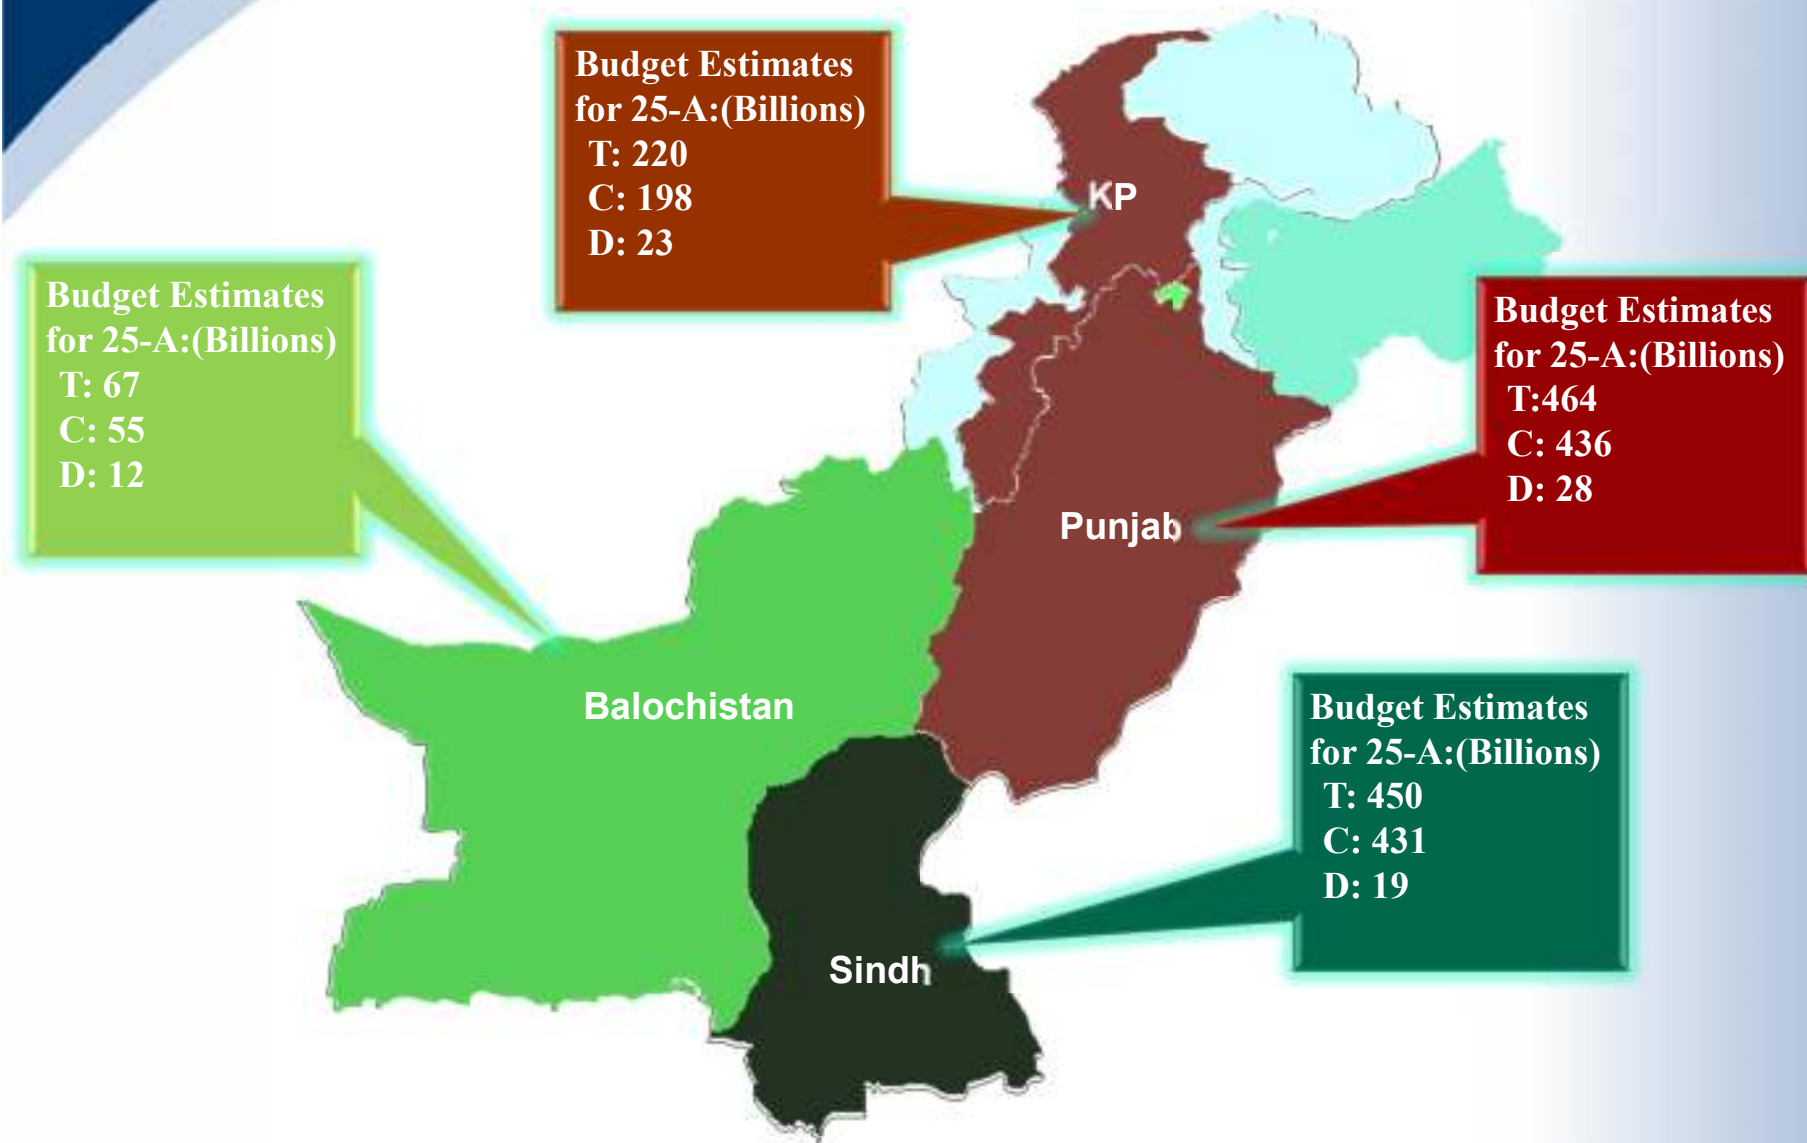 Budget Estimates
for 25-A:(Billions)
T: 220
C: 198
D: 23
KP
Budget Estimates
for 25-A:(Billions)
T: 67
C: 55
D: 12
Budget Estimates
for 25-A:(Billions)
T:464
C: 436
D: 28
Punjab
Balochistan
Budget Estimates
for 25-A:(Billions)
T: 450
C: 431
D: 19
Sindh